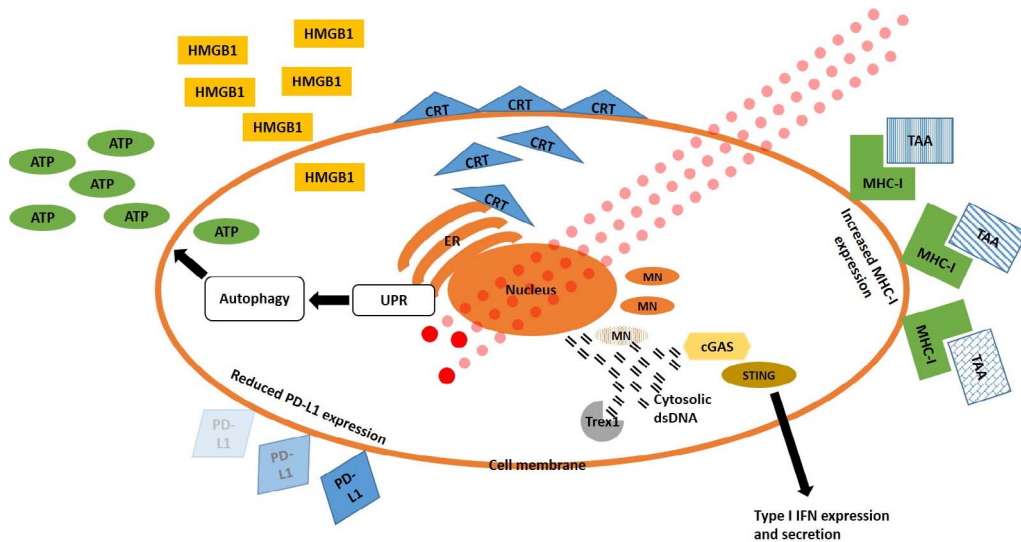 HMGB1
HMGB1
HMGB1
HMGB1
HMGB1
HMGB1
CRT
CRT
CRT
CRT
CRT
CRT
ATP
ATP
ATP
ATP
ATP
ATP
TAA
MHC-I
TAA
MHC-I
TAA
MHC-I
Increased MHC-I
expression
ER
Nucleus
UPR
Autophagy
MN
MN
MN
cGAS
STING
Cytosolic
dsDNA
Trex1
Reduced PD-L1 expression
PD-
L1
PD-
L1
PD-
L1
Cell membrane
Type I IFN expression
and secretion